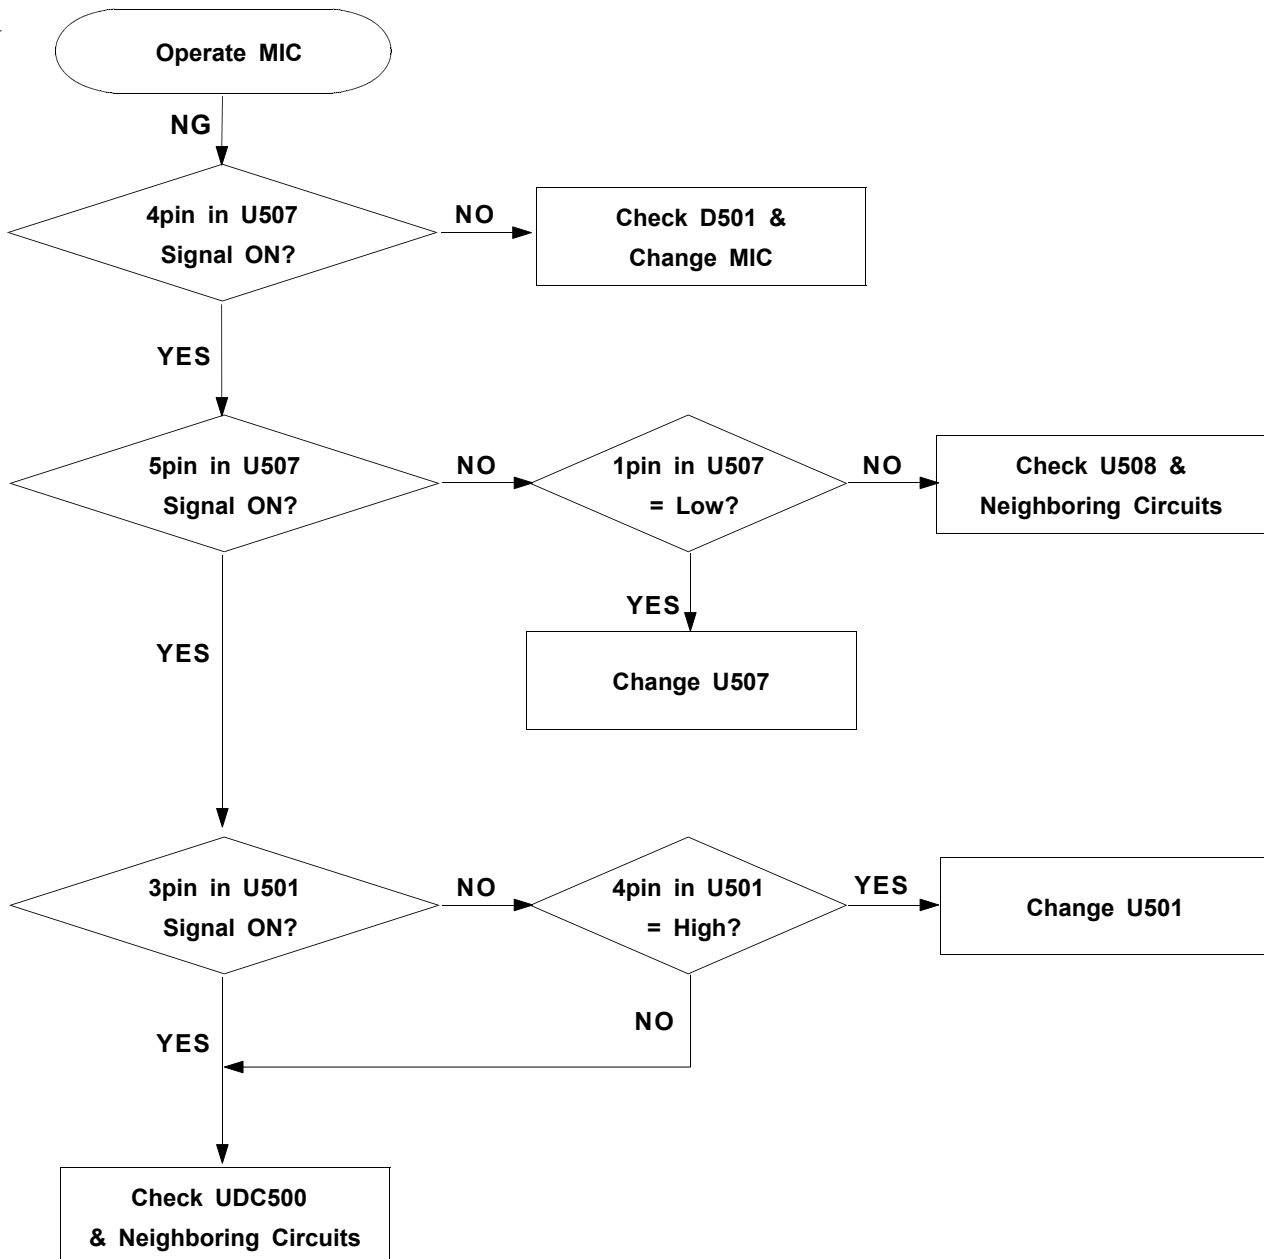 Operate MIC
NG
4pin in U507
Signal ON?
NO
Check D501 &
Change MIC
YES
5pin in U507
Signal ON?
NO
1pin in U507
= Low?
NO
Check U508 &
Neighboring Circuits
YES
Change U507
YES
3pin in U501
Signal ON?
NO
4pin in U501
= High?
YES
Change U501
NO
YES
Check UDC500
& Neighboring Circuits